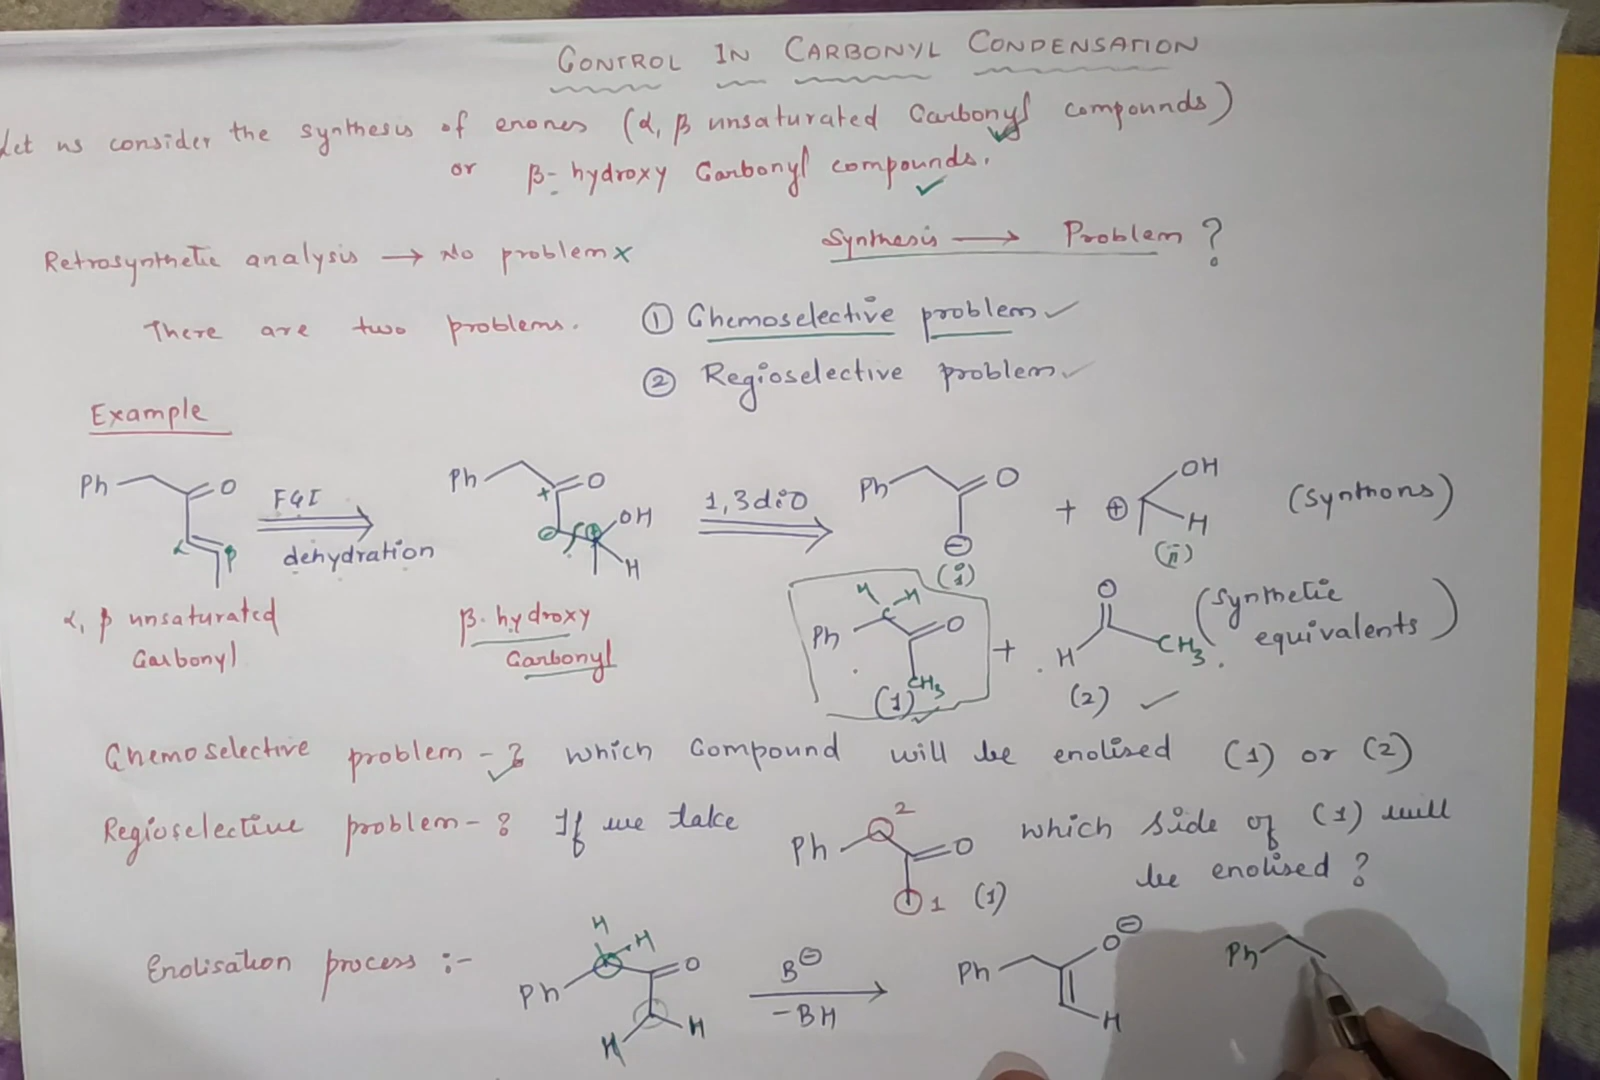 CONTROL IN CARBONYL CONDENSATION
Let us consider the synthesis of enones (α, β unsaturated Carbonyl compounds)
or β- hydroxy Carbonyl compounds.
Retrosynthetic analysis → No problem x
Synthesis → Problem ?
There are two problems. ① Chemoselective problem ✓
② Regioselective problem ✓
Example
Ph O α β
FGI
dehydration
Ph O + ⊖ ⊕ OH H
1,3 diO
Ph O ⊖ (i)
+ ⊕ OH H (ii)
(synthons)
α, β unsaturated
Carbonyl
β- hydroxy
Carbonyl
Ph H H C O CH3 (1)
+ O H CH3. (2) ✓
(synthetic
equivalents)
Chemoselective problem - ? which Compound will be enolised (1) or (2)
Regioselective problem - ? If we take Ph 2 O 1 (1) which side of (1) will
be enolised ?
Enolisation process :-
Ph H H O H H
B⊖
-BH
Ph O⊖ H
Ph